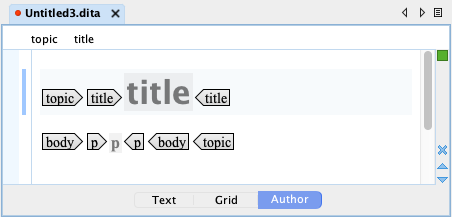 Untitled3.dita
topic title
topic title title title
body p p p body topic
Text Grid Author